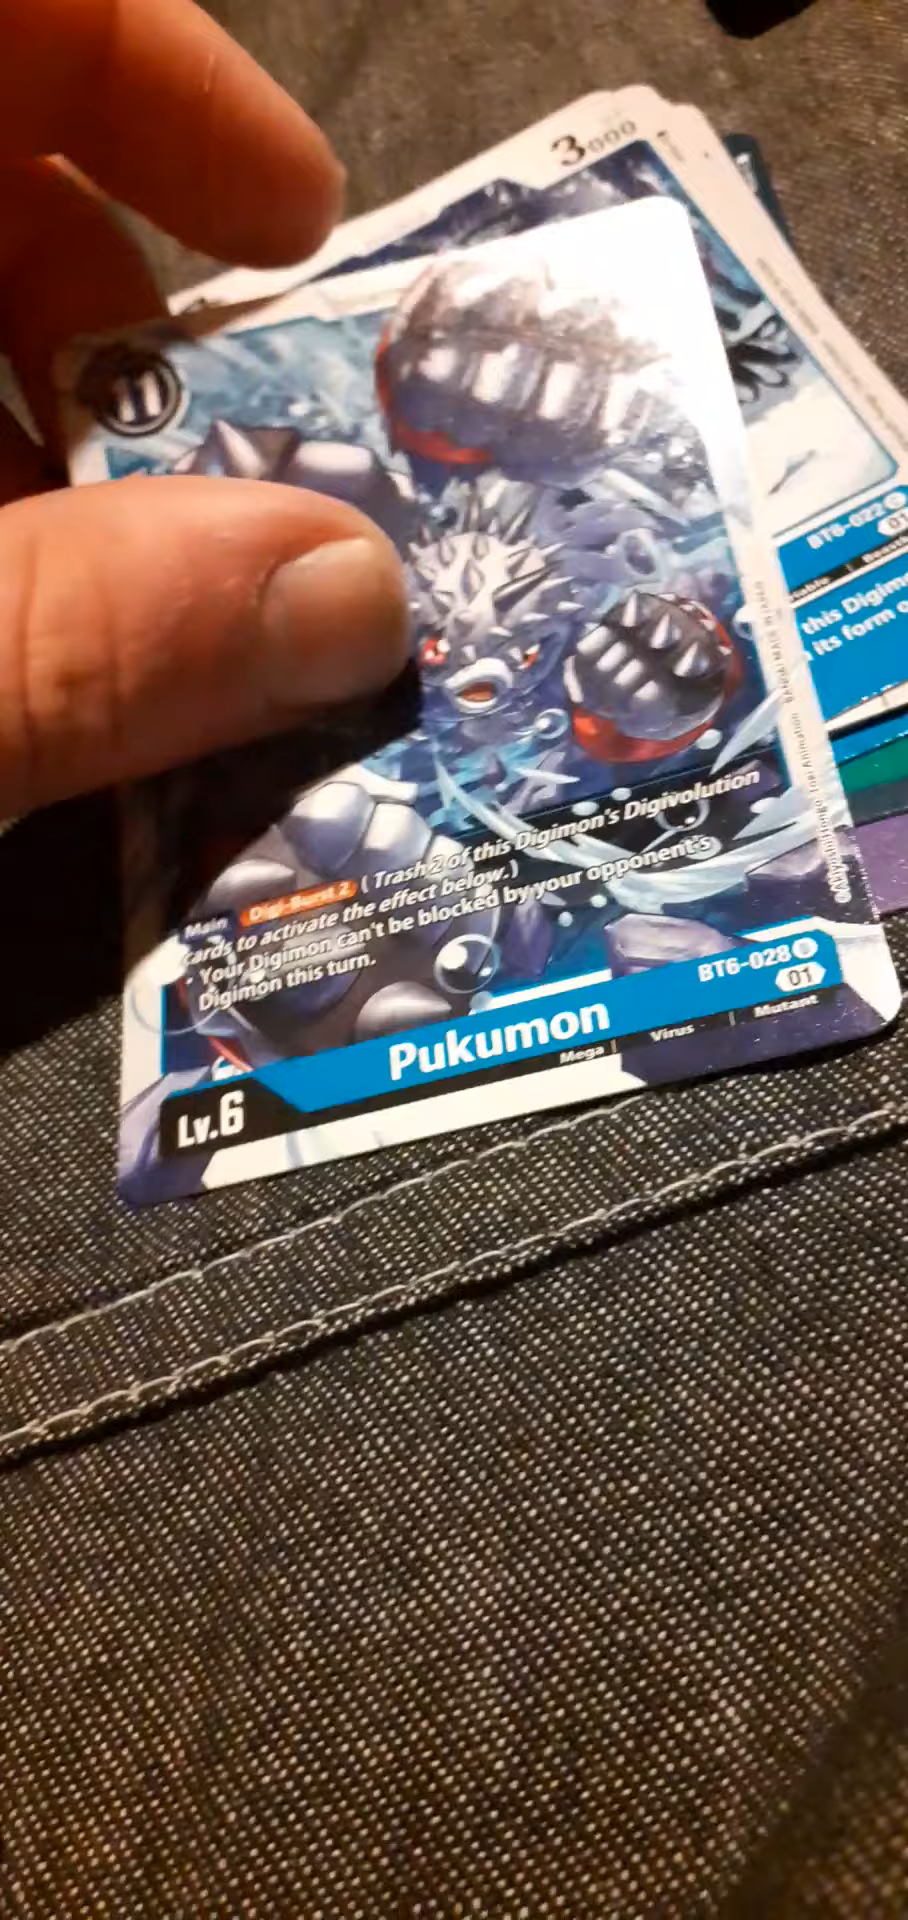 3000
11
BT6-022 C
01
this Digim
its form o
Main Digi-Burst 2 (Trash 2 of this Digimon's Digivolution
cards to activate the effect below.)
· Your Digimon can't be blocked by your opponent's
Digimon this turn.
BT6-028
01
Pukumon
Mega | Virus | Mutant
Lv.6